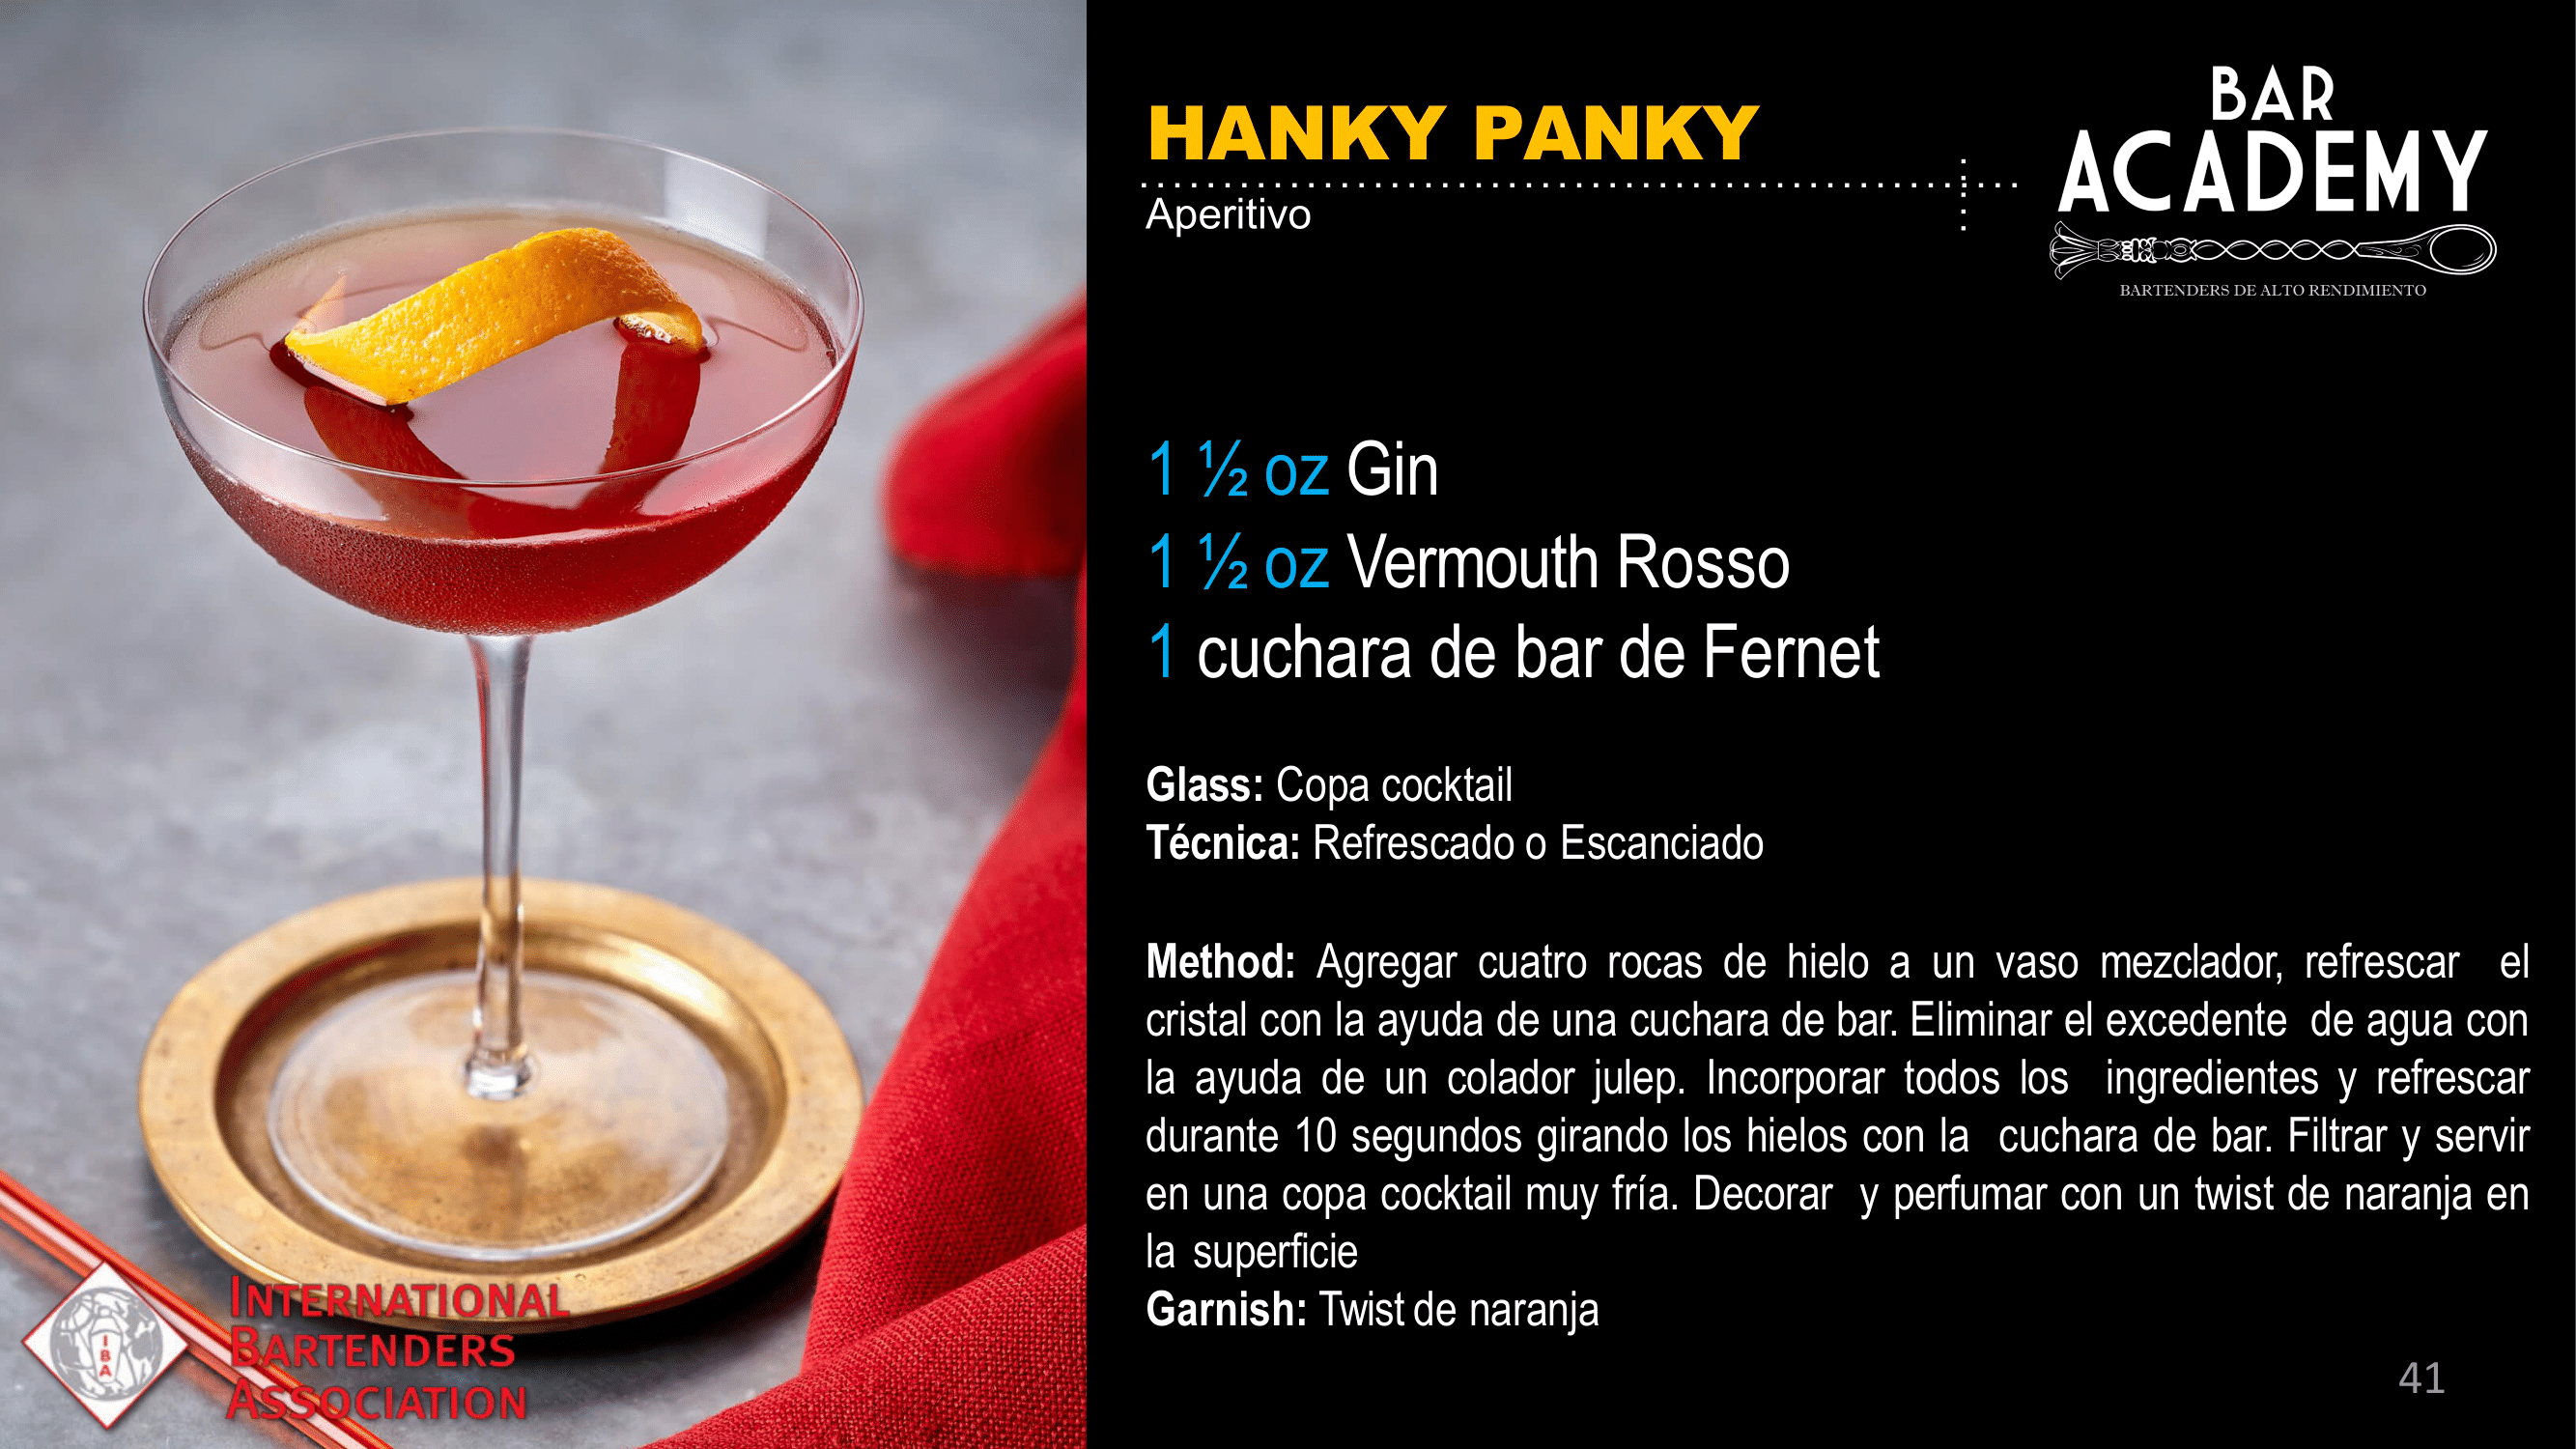 HANKY PANKY
Aperitivo
BAR
ACADEMY
BARTENDERS DE ALTO RENDIMIENTO
1 ½ oz Gin
1 ½ oz Vermouth Rosso
1 cuchara de bar de Fernet
Glass: Copa cocktail
Técnica: Refrescado o Escanciado
Method: Agregar cuatro rocas de hielo a un vaso mezclador, refrescar el
cristal con la ayuda de una cuchara de bar. Eliminar el excedente de agua con
la ayuda de un colador julep. Incorporar todos los ingredientes y refrescar
durante 10 segundos girando los hielos con la cuchara de bar. Filtrar y servir
en una copa cocktail muy fría. Decorar y perfumar con un twist de naranja en
la superficie
Garnish: Twist de naranja
IBA
INTERNATIONAL
BARTENDERS
ASSOCIATION
41